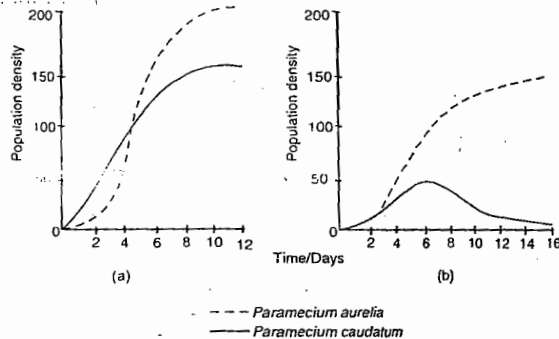 200
150
100
50
0
Population density
2 4 6 8 10 12
(a)
200
150
100
50
0
Population density
2 4 6 8 10 12 14 16
(b)
Time/Days
Paramecium aurelia
Paramecium caudatum